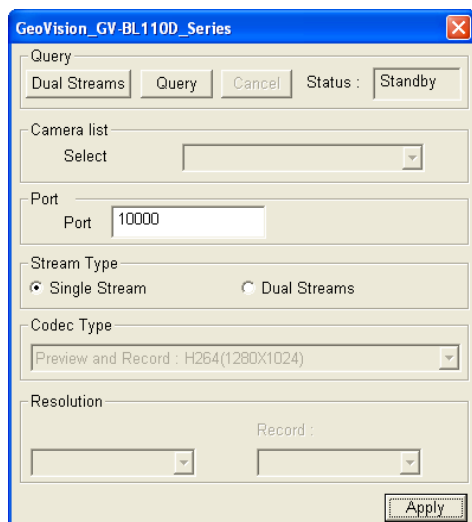 GeoVision_GV-BL110D_Series
Query
Dual Streams Query Cancel Status : Standby
Camera list
Select
Port
Port 10000
Stream Type
Single Stream Dual Streams
Codec Type
Preview and Record : H264(1280X1024)
Resolution
Record :
Apply